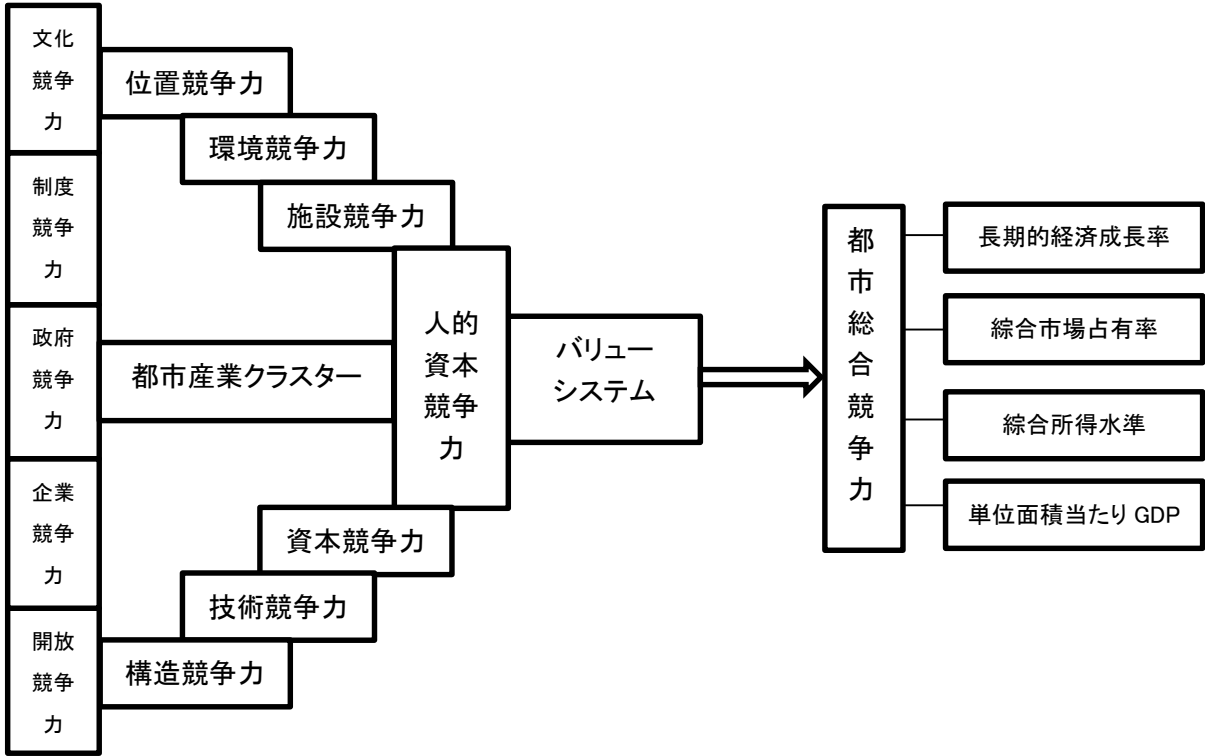 文化
競争
力
制度
競争
力
政府
競争
力
企業
競争
力
開放
競争
力
位置競争力
環境競争力
施設競争力
都市産業クラスター
資本競争力
技術競争力
構造競争力
人的
資本
競争
力
バリュー
システム
都
市
総
合
競
争
力
長期的経済成長率
綜合市場占有率
綜合所得水準
単位面積当たり GDP